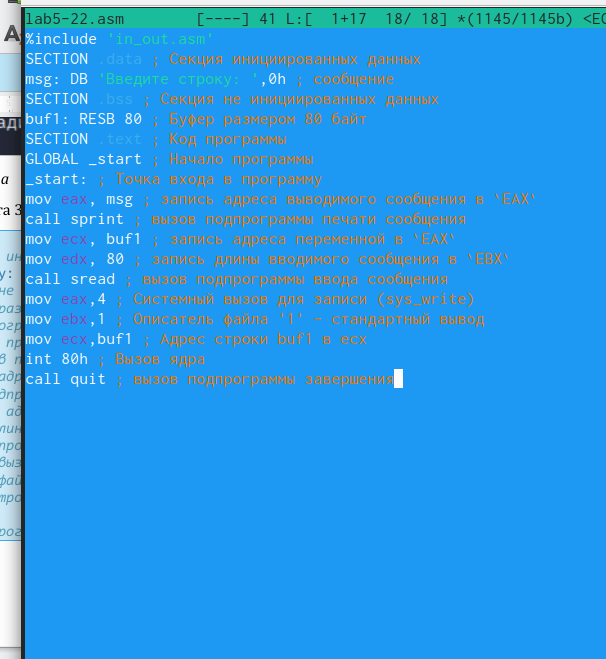 lab5-22.asm [----] 41 L:[ 1+17 18/ 18] *(1145/1145b) <EO
%include 'in_out.asm'
SECTION .data ; Секция инициированных данных
msg: DB 'Введите строку: ',0h ; сообщение
SECTION .bss ; Секция не инициированных данных
buf1: RESB 80 ; Буфер размером 80 байт
SECTION .text ; Код программы
GLOBAL _start ; Начало программы
_start: ; Точка входа в программу
mov eax, msg ; запись адреса выводимого сообщения в `EAX`
call sprint ; вызов подпрограммы печати сообщения
mov ecx, buf1 ; запись адреса переменной в `EAX`
mov edx, 80 ; запись длины вводимого сообщения в `EBX`
call sread ; вызов подпрограммы ввода сообщения
mov eax,4 ; Системный вызов для записи (sys_write)
mov ebx,1 ; Описатель файла '1' - стандартный вывод
mov ecx,buf1 ; Адрес строки buf1 в ecx
int 80h ; Вызов ядра
call quit ; вызов подпрограммы завершения